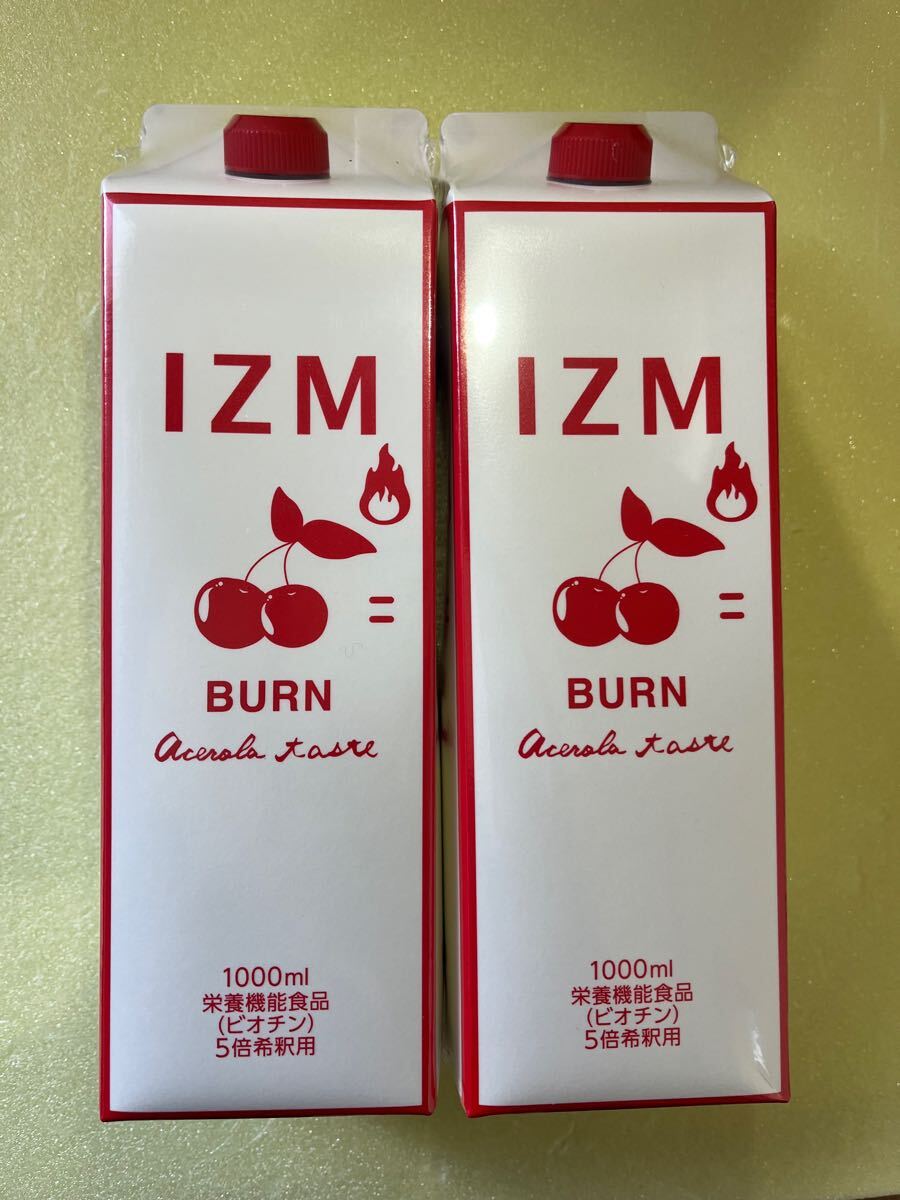 IZM
=
BURN
acerola taste
1000ml
栄養機能食品
(ビオチン)
5倍希釈用
IZM
=
BURN
acerola taste
1000ml
栄養機能食品
(ビオチン)
5倍希釈用